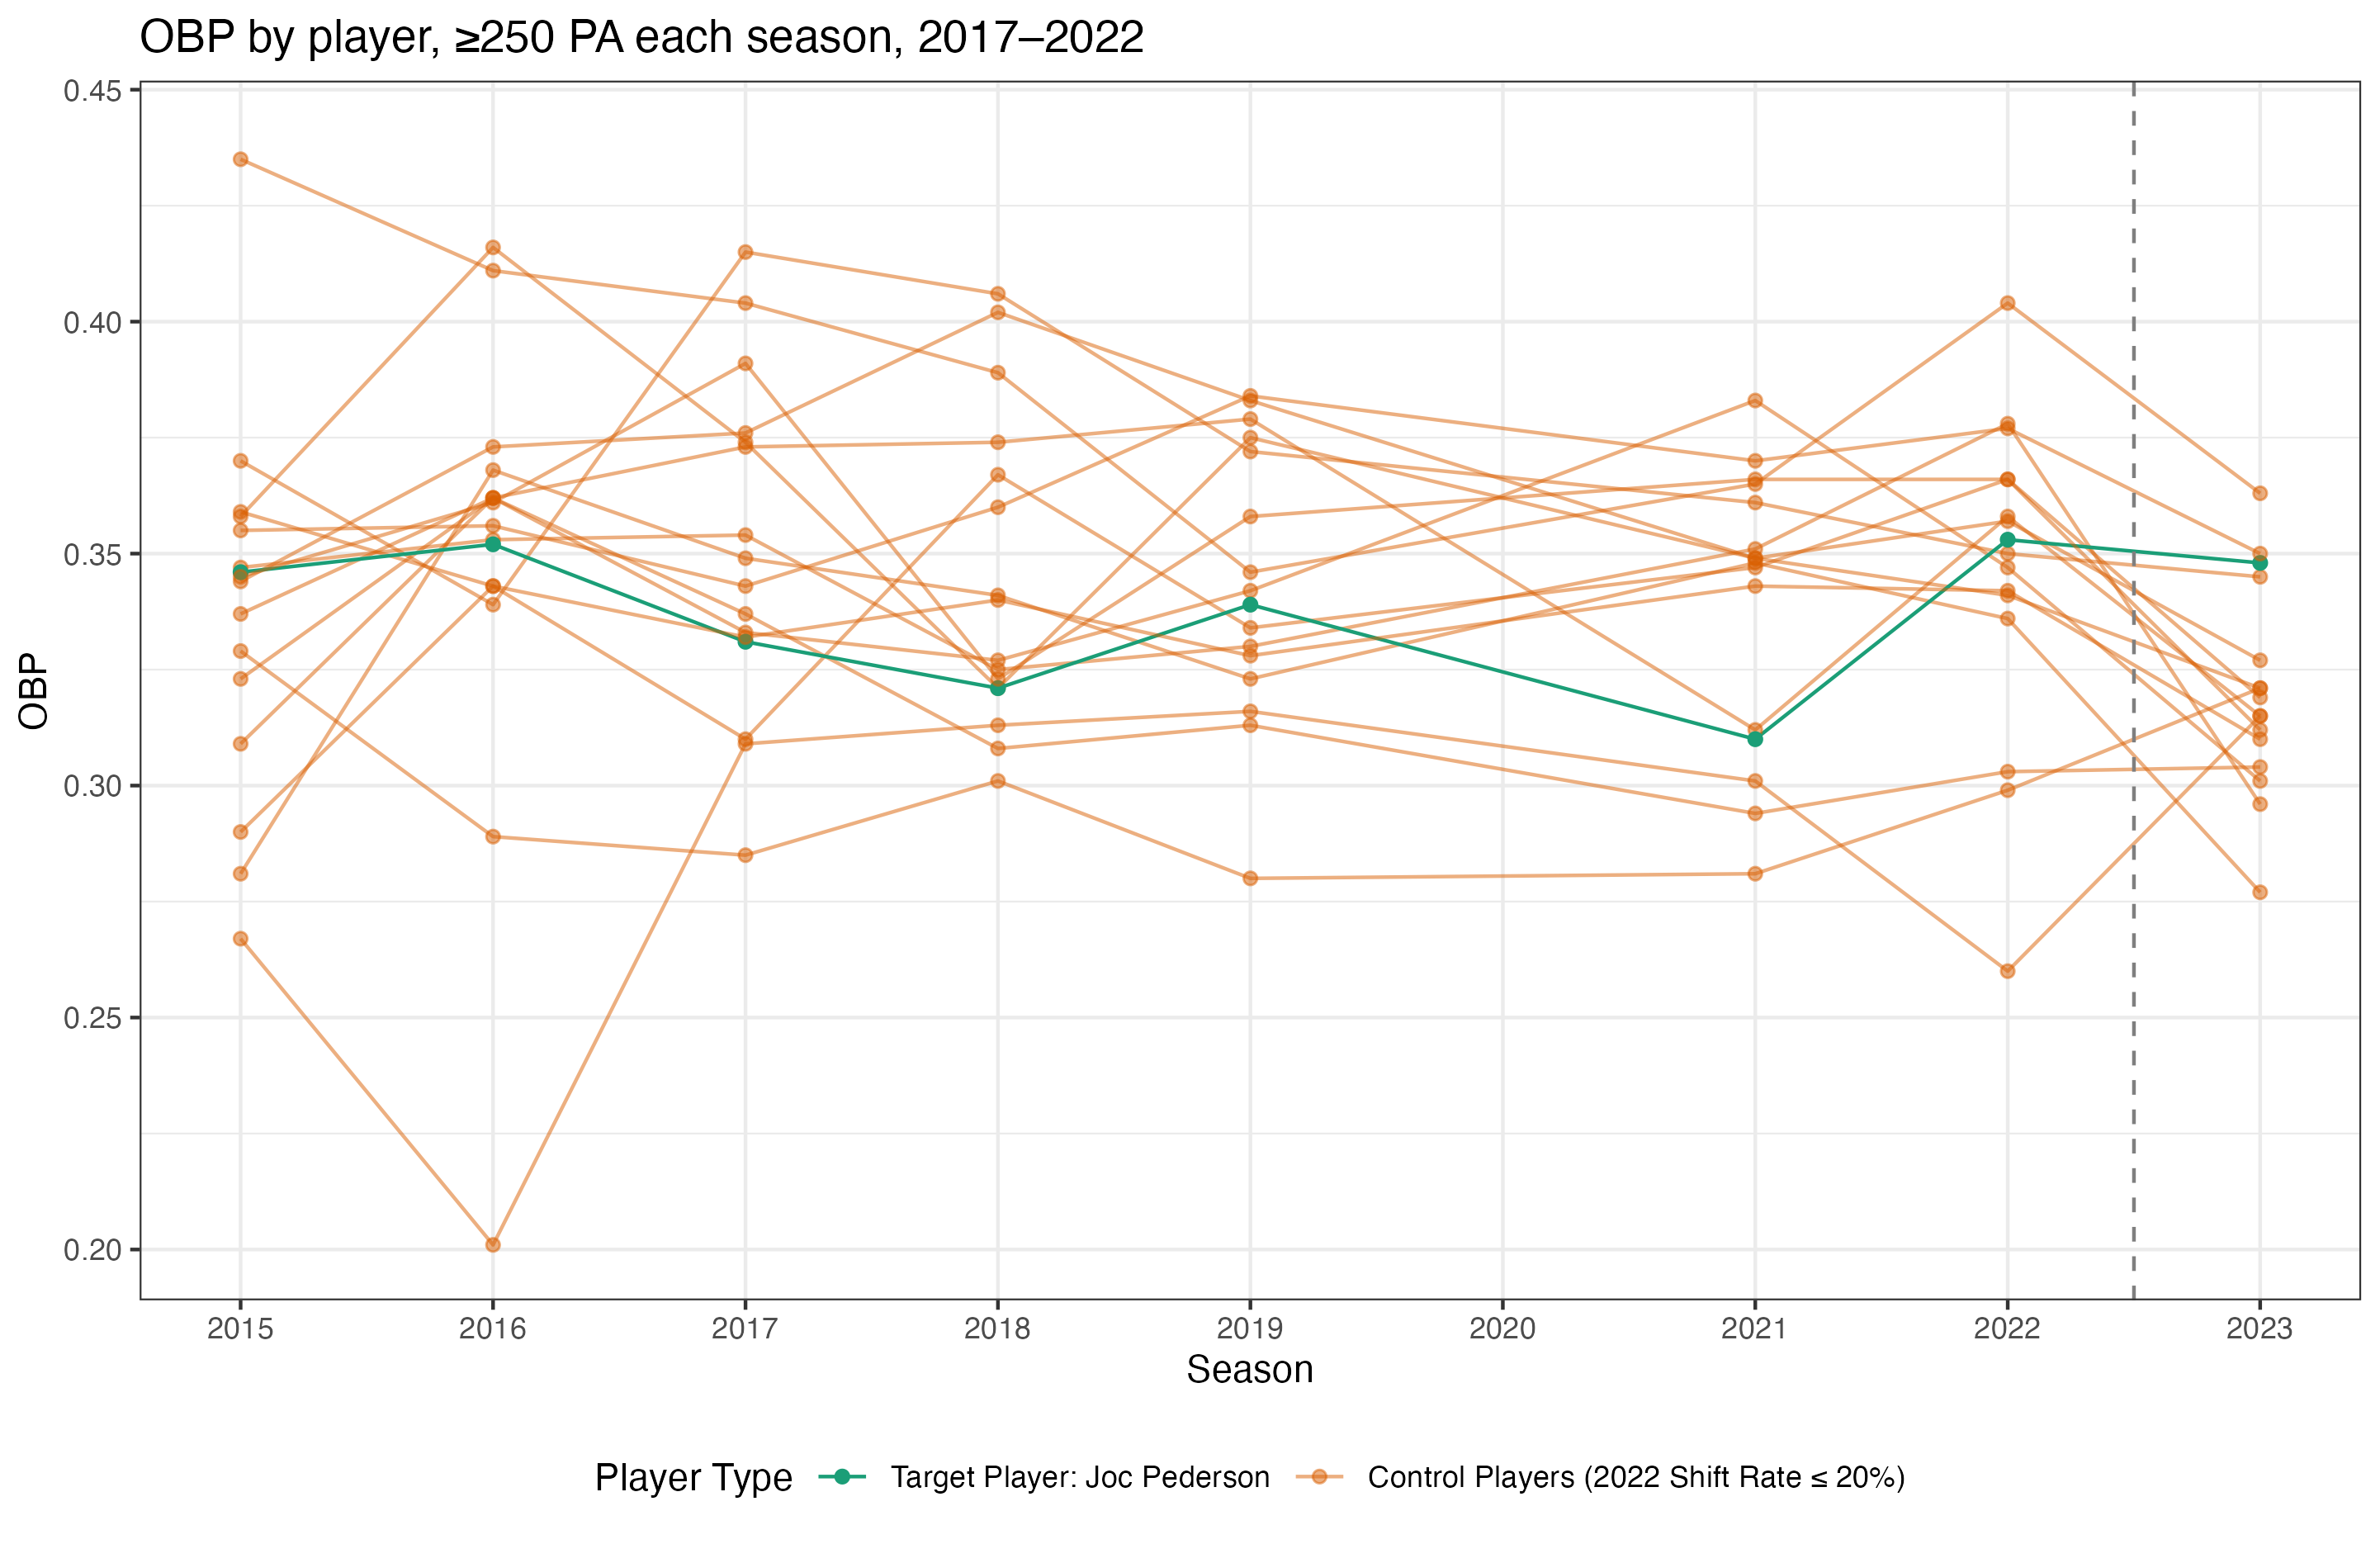 OBP by player, ≥250 PA each season, 2017–2022
OBP
0.45
0.40
0.35
0.30
0.25
0.20
2015 2016 2017 2018 2019 2020 2021 2022 2023
Season
Player Type Target Player: Joc Pederson Control Players (2022 Shift Rate ≤ 20%)